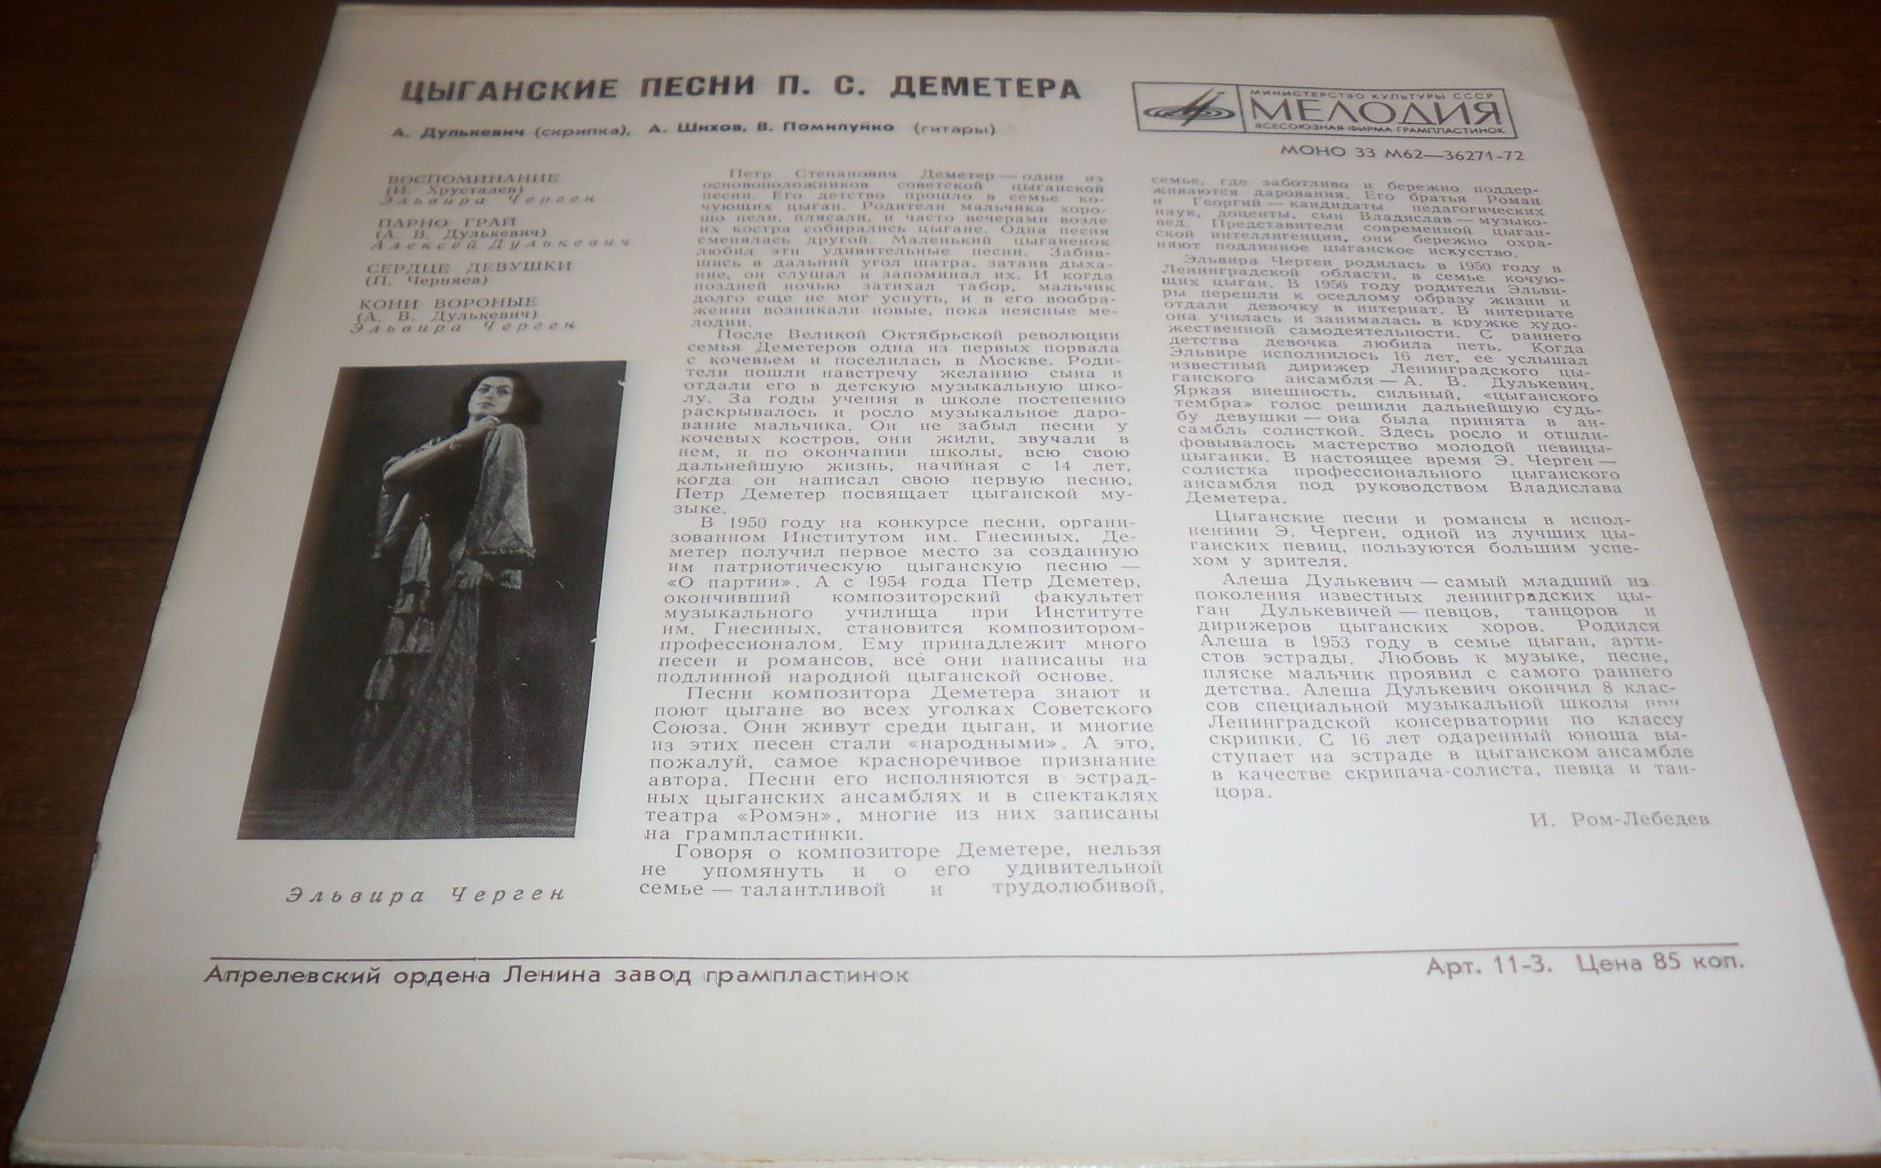 ЦЫГАНСКИЕ ПЕСНИ П. С. ДЕМЕТЕРА
А. Дулькевич (скрипка), А. Шихов, В. Помилуйко (гитары)
МИНИСТЕРСТВО КУЛЬТУРЫ СССР
МЕЛОДИЯ
ВСЕСОЮЗНАЯ ФИРМА ГРАМПЛАСТИНОК
МОНО 33 М62—36271-72
ВОСПОМИНАНИЕ
(И. Хрусталев)
Эльвира Черген
ПАРНО ГРАП
(А. В. Дулькевич)
Алексей Дулькевич
СЕРДЦЕ ДЕВУШКИ
(П. Черняев)
КОНИ ВОРОНЫЕ
(А. В. Дулькевич)
Эльвира Черген
Эльвира Черген
Петр Степанович Деметер — один из
основоположников советской цыганской
песни. Его детство прошло в семье ко-
чующих цыган. Родители мальчика хоро-
шо пели, плясали, и часто вечерами возле
их костра собирались цыгане. Одна песня
сменялась другой. Маленький цыганенок
любил эти удивительные песни. Забив-
шись в дальний угол шатра, затаив дыха-
ние, он слушал и запоминал их. И когда
поздней ночью затихал табор, мальчик
долго еще не мог уснуть, и в его вообра-
жении возникали новые, пока неясные ме-
лодии.
После Великой Октябрьской революции
семья Деметеров одна из первых порвала
с кочевьем и поселилась в Москве. Роди-
тели пошли навстречу желанию сына и
отдали его в детскую музыкальную шко-
лу. За годы учения в школе постепенно
раскрывалось и росло музыкальное даро-
вание мальчика. Он не забыл песни у
кочевых костров, они жили, звучали в
нем, и по окончании школы, всю свою
дальнейшую жизнь, начиная с 14 лет,
когда он написал свою первую песню,
Петр Деметер посвящает цыганской му-
зыке.
В 1950 году на конкурсе песни, органи-
зованном Институтом им. Гнесиных, Де-
метер получил первое место за созданную
им патриотическую цыганскую песню —
«О партии». А с 1954 года Петр Деметер,
окончивший композиторский факультет
музыкального училища при Институте
им. Гнесиных, становится композитором-
профессионалом. Ему принадлежит много
песен и романсов, все они написаны на
подлинной народной цыганской основе.
Песни композитора Деметера знают и
поют цыгане во всех уголках Советского
Союза. Они живут среди цыган, и многие
из этих песен стали «народными». А это,
пожалуй, самое красноречивое признание
автора. Песни его исполняются в эстрад-
ных цыганских ансамблях и в спектаклях
театра «Ромэн», многие из них записаны
на грампластинки.
Говоря о композиторе Деметере, нельзя
не упомянуть и о его удивительной
семье — талантливой и трудолюбивой,
семье, где заботливо и бережно поддер-
живаются дарования. Его братья Роман
и Георгий — кандидаты педагогических
наук, доценты, сын Владислав — музыко-
вед. Представители современной цыган-
ской интеллигенции, они бережно охра-
няют подлинное цыганское искусство.
Эльвира Черген родилась в 1950 году в
Ленинградской области, в семье кочую-
щих цыган. В 1956 году родители Эльви-
ры перешли к оседлому образу жизни и
отдали девочку в интернат. В интернате
она училась и занималась в кружке худо-
жественной самодеятельности. С раннего
детства девочка любила петь. Когда
Эльвире исполнилось 16 лет, ее услышал
известный дирижер Ленинградского цы-
ганского ансамбля — А. В. Дулькевич.
Яркая внешность, сильный, «цыганского
тембра» голос решили дальнейшую судь-
бу девушки — она была принята в ан-
самбль солисткой. Здесь росло и отшли-
фовывалось мастерство молодой певицы-
цыганки. В настоящее время Э. Черген —
солистка профессионального цыганского
ансамбля под руководством Владислава
Деметера.
Цыганские песни и романсы в испол-
нениии Э. Черген, одной из лучших цы-
ганских певиц, пользуются большим успе-
хом у зрителя.
Алеша Дулькевич — самый младший из
поколения известных ленинградских цы-
ган Дулькевичей — певцов, танцоров и
дирижеров цыганских хоров. Родился
Алеша в 1953 году в семье цыган, арти-
стов эстрады. Любовь к музыке, песне,
пляске мальчик проявил с самого раннего
детства. Алеша Дулькевич окончил 8 клас-
сов специальной музыкальной школы при
Ленинградской консерватории по классу
скрипки. С 16 лет одаренный юноша вы-
ступает на эстраде в цыганском ансамбле
в качестве скрипача-солиста, певца и тан-
цора.
И. Ром-Лебедев
Апрелевский ордена Ленина завод грампластинок
Арт. 11-3. Цена 85 коп.